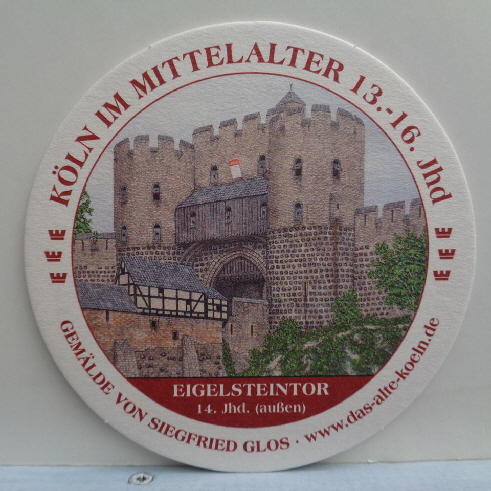 KÖLN IM MITTELALTER 13.-16. Jhd
EIGELSTEINTOR
14. Jhd. (außen)
GEMÄLDE VON SIEGFRIED GLOS · www.das-alte-koeln.de